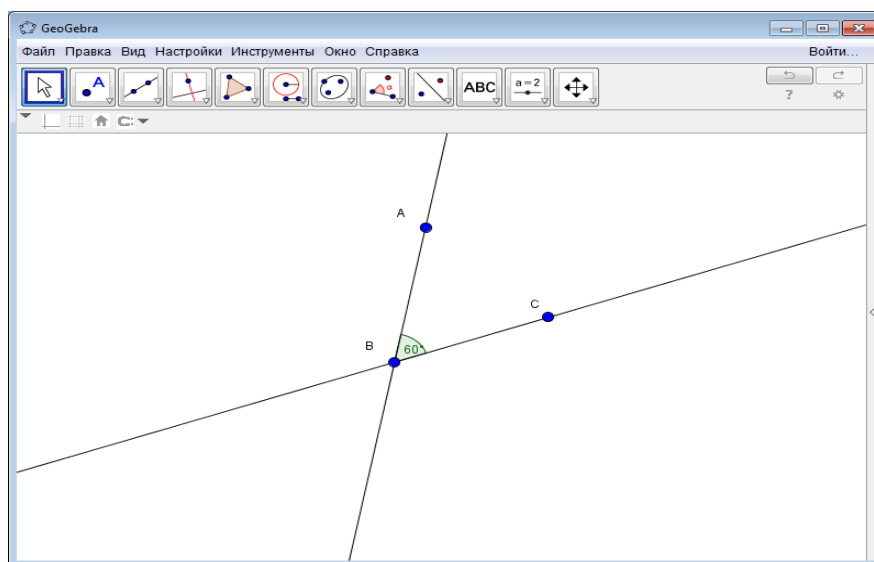 GeoGebra
Файл Правка Вид Настройки Инструменты Окно Справка Войти...
A ABC a=2
?
A
C
B
60°